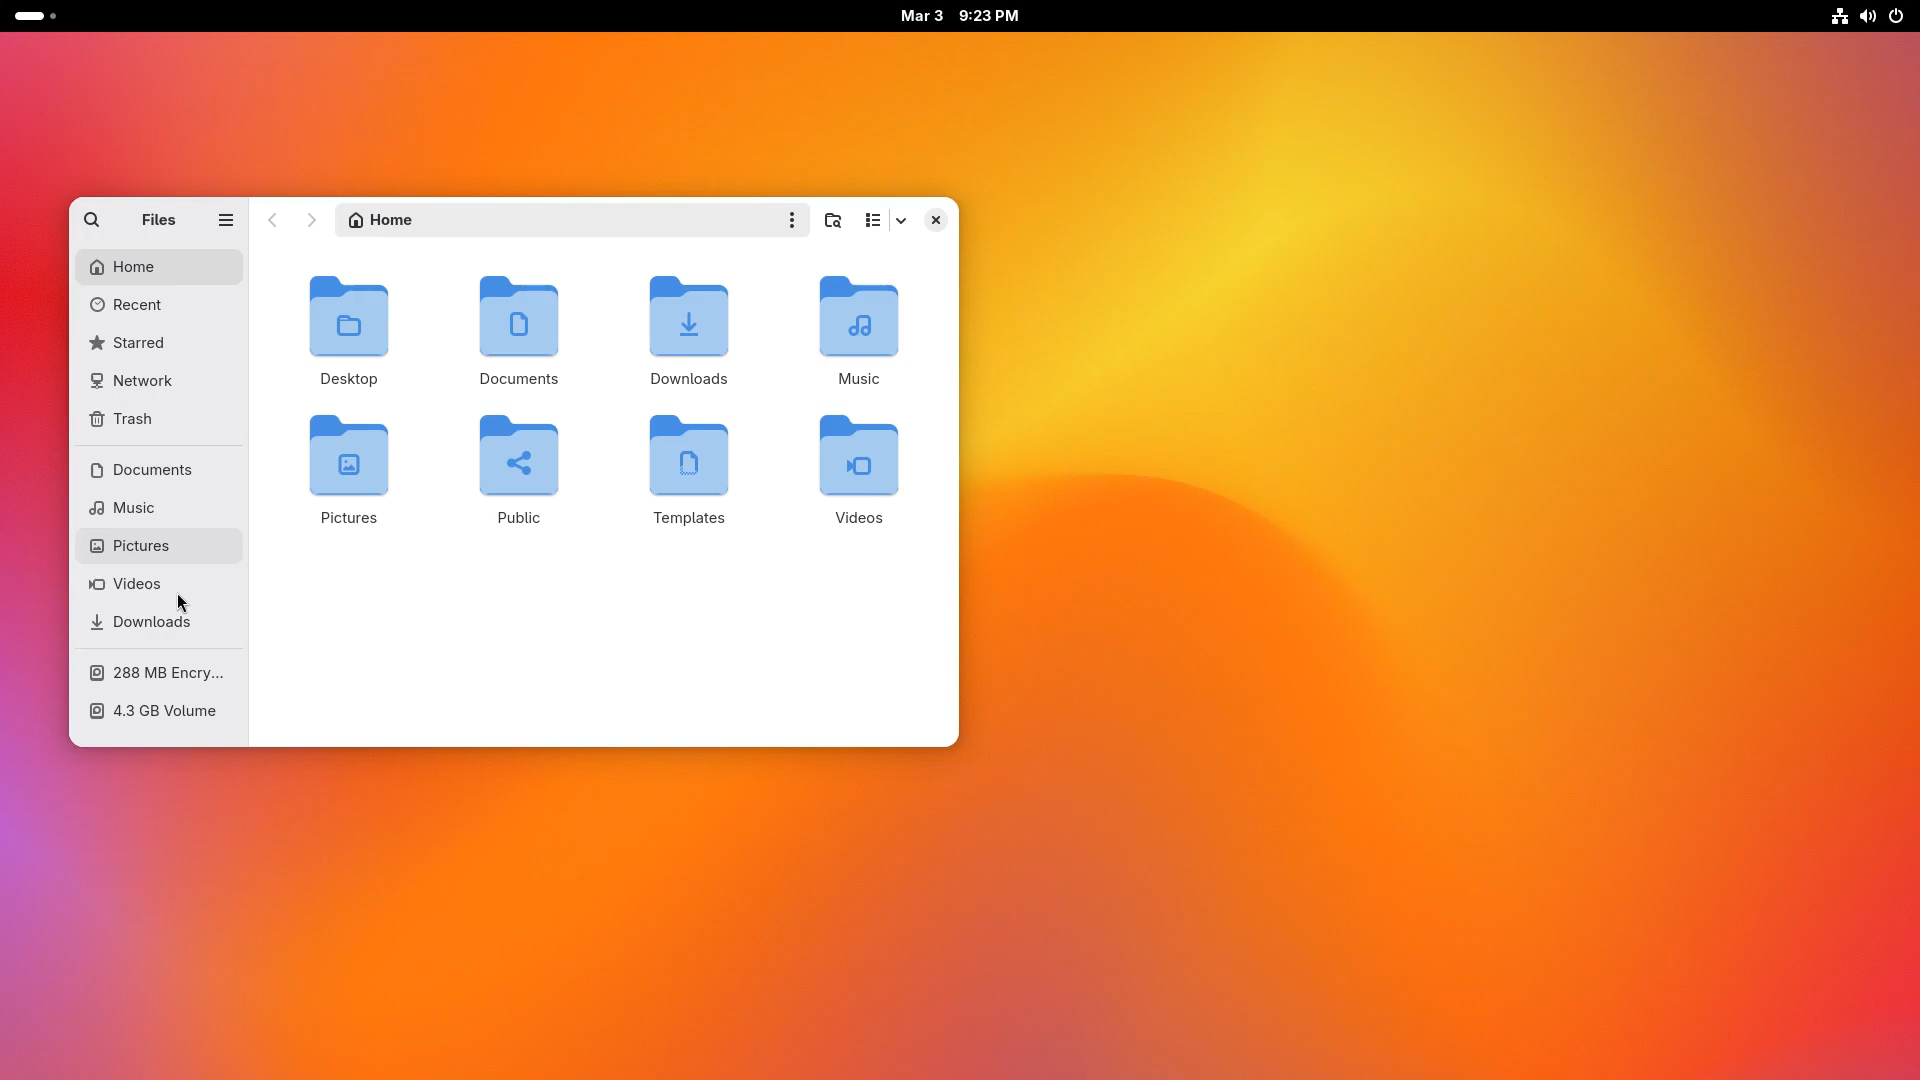 Mar 3 9:23 PM
Files
Home
Home
Recent
Starred
Network
Trash
Documents
Music
Pictures
Videos
Downloads
288 MB Encry...
4.3 GB Volume
Desktop Documents Downloads Music
Pictures Public Templates Videos